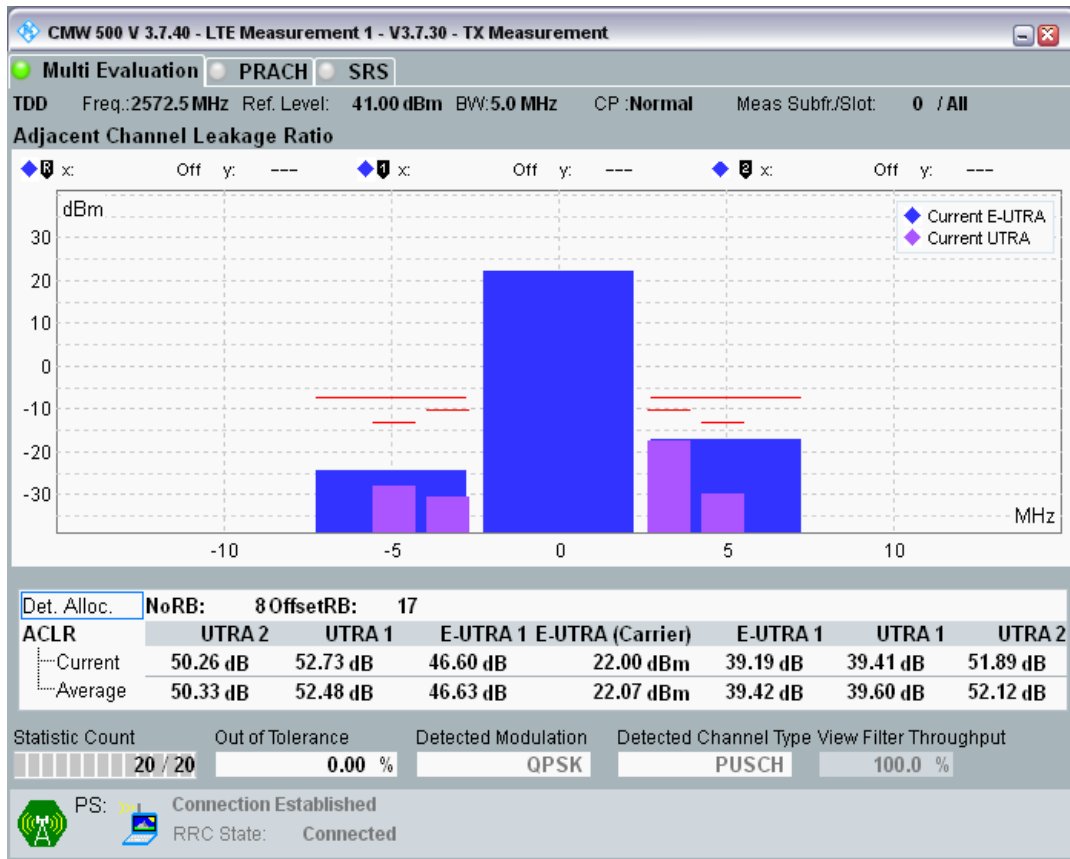 CMW 500 V 3.7.40 - LTE Measurement 1 - V3.7.30 - TX Measurement
Multi Evaluation PRACH SRS
TDD Freq.:2572.5 MHz Ref. Level: 41.00 dBm BW:5.0 MHz CP :Normal Meas Subfr./Slot: 0 / All
Adjacent Channel Leakage Ratio
R x: Off y: --- 1 x: Off y: --- 2 x: Off y: ---
dBm
Current E-UTRA
Current UTRA
30
20
10
0
-10
-20
-30
MHz
-10 -5 0 5 10
Det. Alloc. NoRB: 8 OffsetRB: 17
ACLR UTRA 2 UTRA 1 E-UTRA 1 E-UTRA (Carrier) E-UTRA 1 UTRA 1 UTRA 2
Current 50.26 dB 52.73 dB 46.60 dB 22.00 dBm 39.19 dB 39.41 dB 51.89 dB
Average 50.33 dB 52.48 dB 46.63 dB 22.07 dBm 39.42 dB 39.60 dB 52.12 dB
Statistic Count Out of Tolerance Detected Modulation Detected Channel Type View Filter Throughput
20 / 20 0.00 % QPSK PUSCH 100.0 %
PS: Connection Established
RRC State: Connected